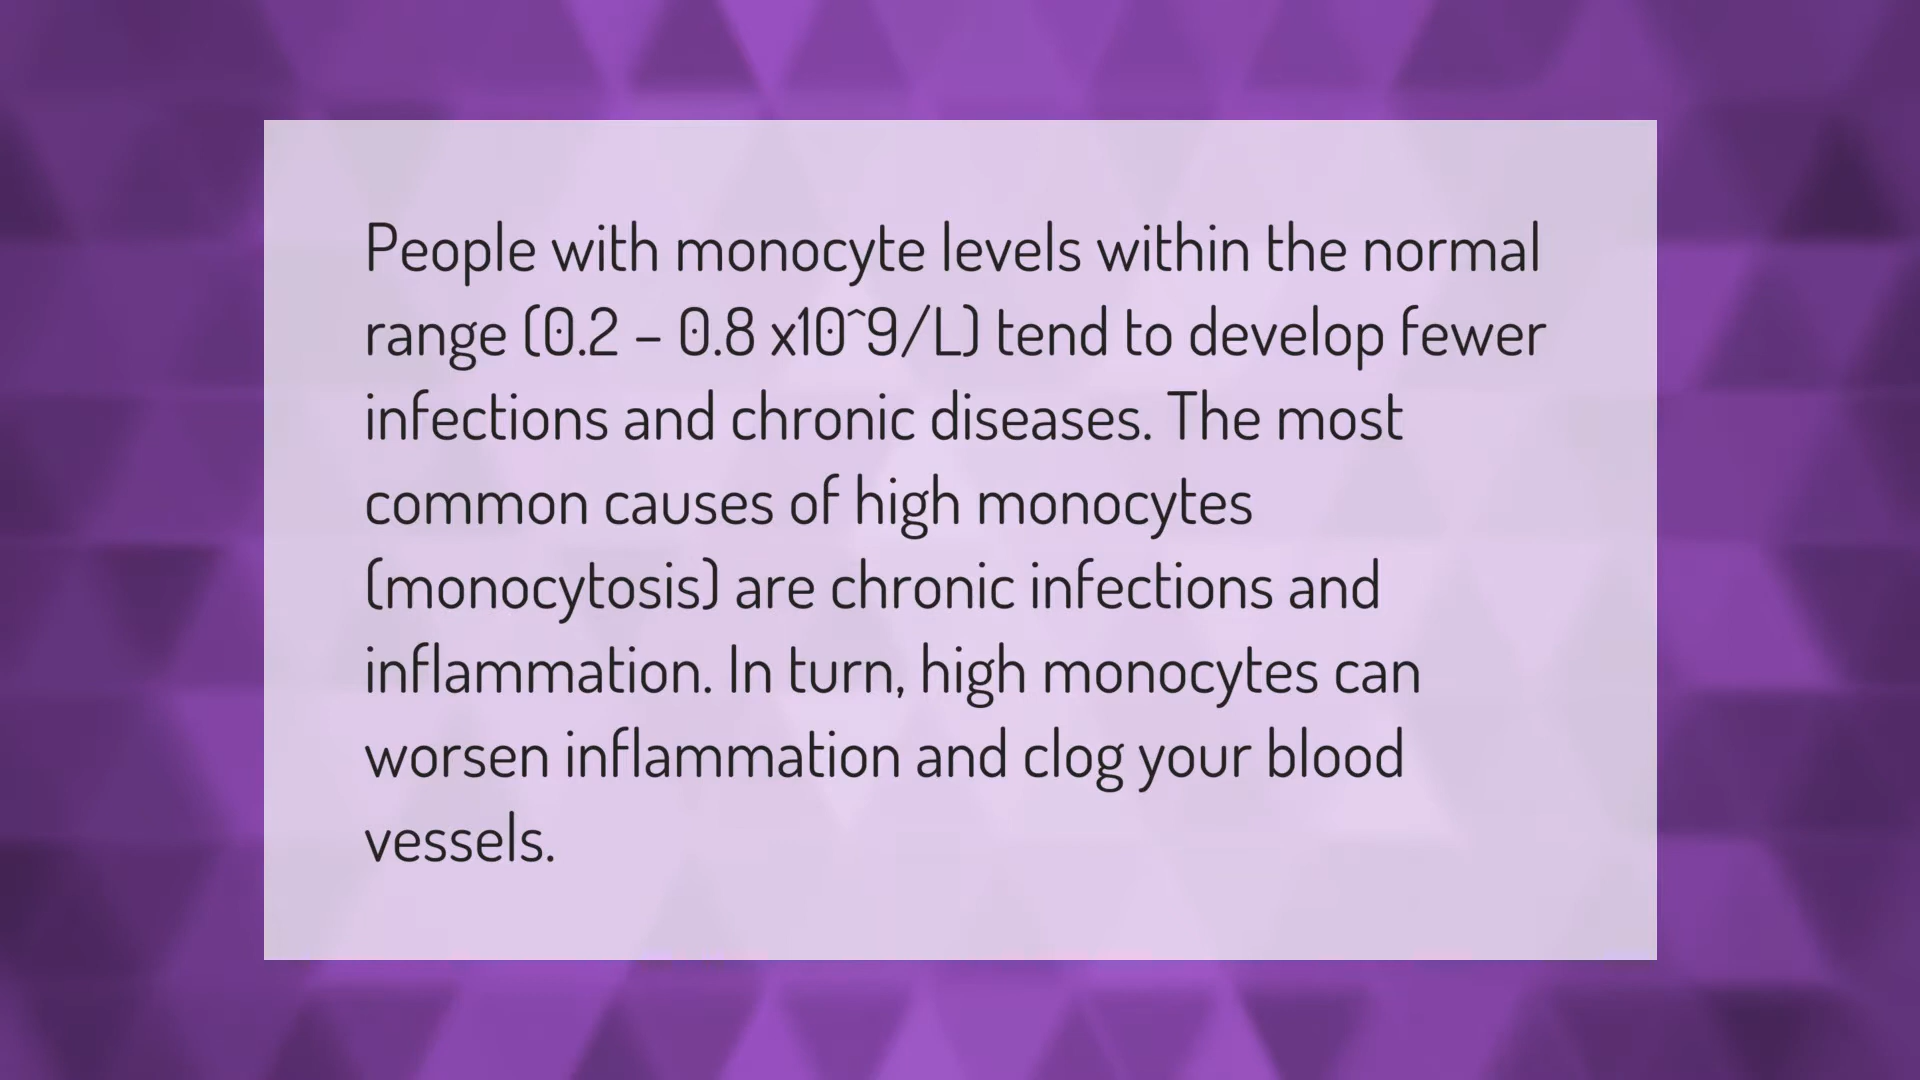 People with monocyte levels within the normal
range (0.2 – 0.8 x10^9/L) tend to develop fewer
infections and chronic diseases. The most
common causes of high monocytes
(monocytosis) are chronic infections and
inflammation. In turn, high monocytes can
worsen inflammation and clog your blood
vessels.